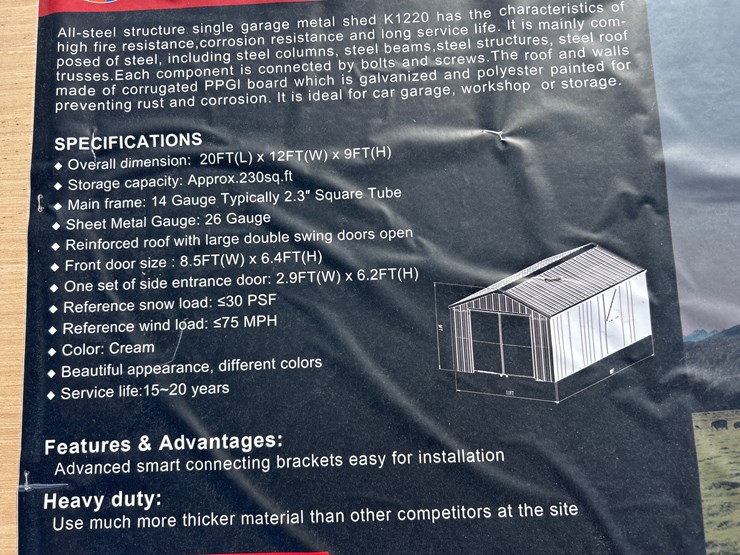 All-steel structure single garage metal shed K1220 has the characteristics of
high fire resistance,corrosion resistance and long service life. It is mainly com-
posed of steel, including steel columns, steel beams,steel structures, steel roof
trusses.Each component is connected by bolts and screws.The roof and walls
made of corrugated PPGI board which is galvanized and polyester painted for
preventing rust and corrosion. It is ideal for car garage, workshop or storage.
SPECIFICATIONS
◆ Overall dimension: 20FT(L) x 12FT(W) x 9FT(H)
◆ Storage capacity: Approx.230sq.ft
◆ Main frame: 14 Gauge Typically 2.3" Square Tube
◆ Sheet Metal Gauge: 26 Gauge
◆ Reinforced roof with large double swing doors open
◆ Front door size : 8.5FT(W) x 6.4FT(H)
◆ One set of side entrance door: 2.9FT(W) x 6.2FT(H)
◆ Reference snow load: ≤30 PSF
◆ Reference wind load: ≤75 MPH
◆ Color: Cream
◆ Beautiful appearance, different colors
◆ Service life:15~20 years
Features & Advantages:
Advanced smart connecting brackets easy for installation
Heavy duty:
Use much more thicker material than other competitors at the site